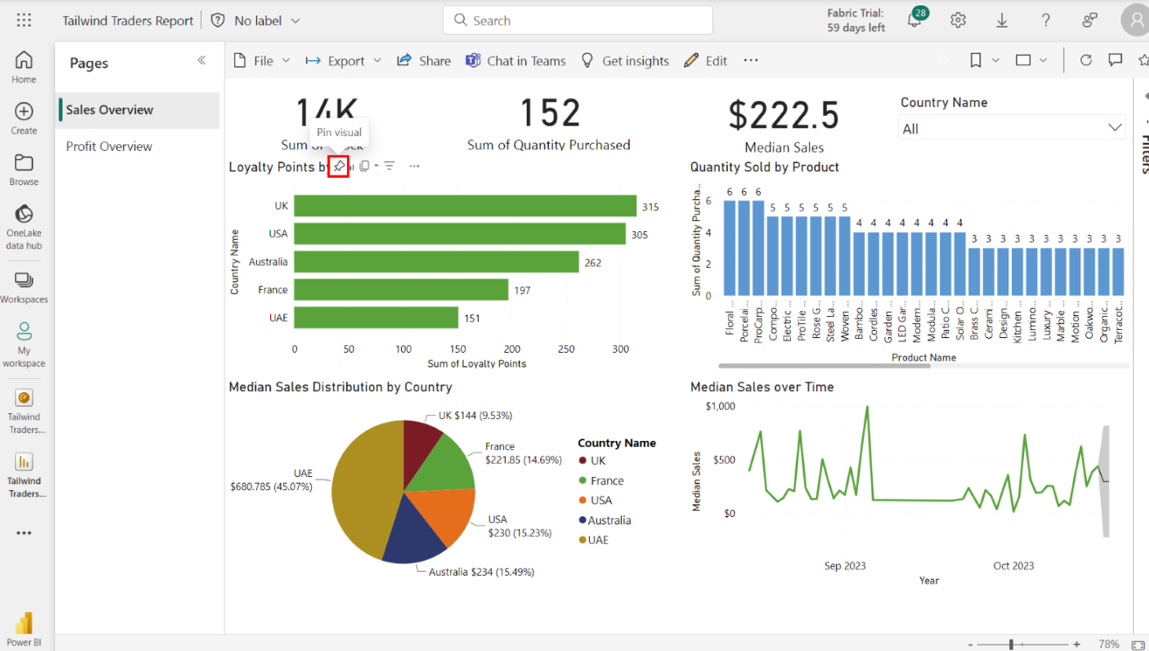 Tailwind Traders Report
No label
Search
Fabric Trial:
59 days left
28
Home
Create
Browse
OneLake
data hub
Workspaces
My
workspace
Tailwind
Traders...
Tailwind
Traders...
Power BI
Pages
Sales Overview
Profit Overview
File
Export
Share
Chat in Teams
Get insights
Edit
14K
Pin visual
152
Sum of Quantity Purchased
$222.5
Median Sales
Country Name
All
Filters
Loyalty Points by
Country Name
UK
315
USA
305
Australia
262
France
197
UAE
151
0 50 100 150 200 250 300
Sum of Loyalty Points
Quantity Sold by Product
Sum of Quantity Purcha...
6
4
2
0
6 6 6 5 5 5 5 5 5 4 4 4 4 4 4 4 4 3 3 3 3 3 3 3 3 3 3 3
Floral ...
Porcelai...
ProCarp...
Compo...
Electric ...
ProTile ...
Rose G...
Steel La...
Woven ...
Bambo...
Cordles...
Garden ...
LED Gar...
Modern...
Modula...
Patio C...
Solar O...
Brass C...
Cerami...
Design...
Kitchen ...
Lumino...
Luxury ...
Marble ...
Motion ...
Oakwo...
Organic...
Terracot...
Product Name
Median Sales Distribution by Country
UK $144 (9.53%)
France
$221.85 (14.69%)
USA
$230 (15.23%)
Australia $234 (15.49%)
UAE
$680.785 (45.07%)
Country Name
UK
France
USA
Australia
UAE
Median Sales over Time
Median Sales
$1,000
$500
$0
Sep 2023
Oct 2023
Year
- + 78%